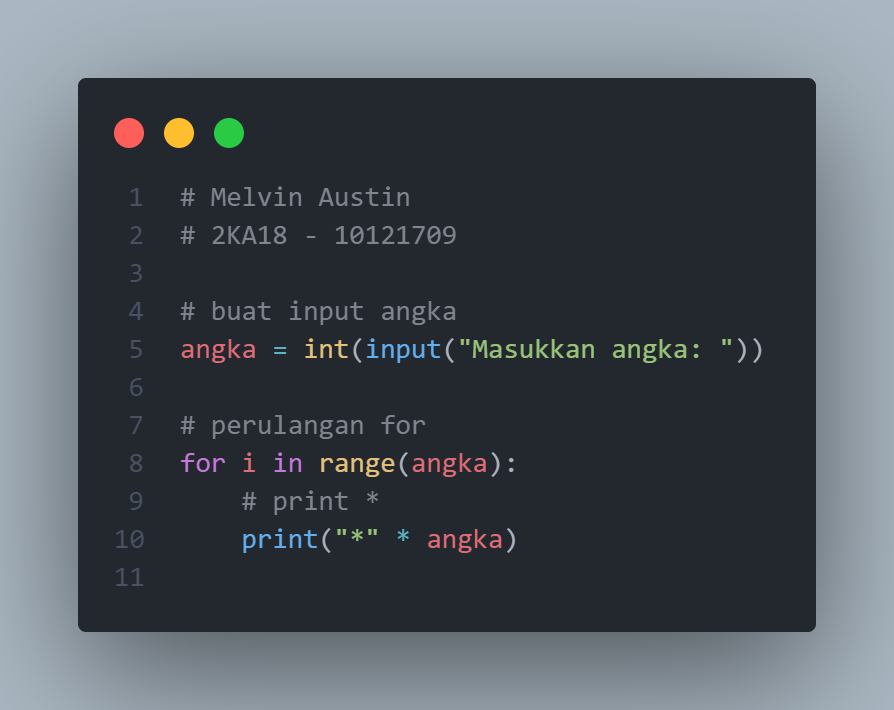 1 # Melvin Austin
2 # 2KA18 - 10121709
3
4 # buat input angka
5 angka = int(input("Masukkan angka: "))
6
7 # perulangan for
8 for i in range(angka):
9     # print *
10     print("*" * angka)
11